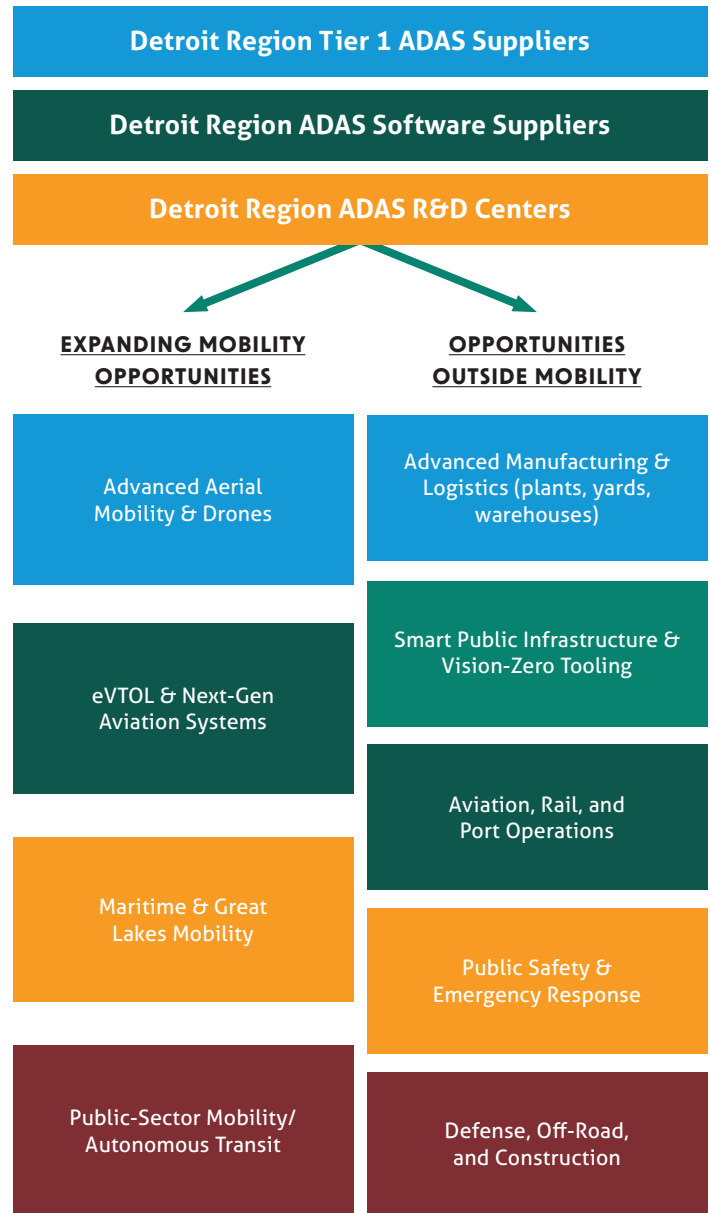 Detroit Region Tier 1 ADAS Suppliers
Detroit Region ADAS Software Suppliers
Detroit Region ADAS R&D Centers
EXPANDING MOBILITY
OPPORTUNITIES
Advanced Aerial
Mobility & Drones
eVTOL & Next-Gen
Aviation Systems
Maritime & Great
Lakes Mobility
Public-Sector Mobility/
Autonomous Transit
OPPORTUNITIES
OUTSIDE MOBILITY
Advanced Manufacturing &
Logistics (plants, yards,
warehouses)
Smart Public Infrastructure &
Vision-Zero Tooling
Aviation, Rail, and
Port Operations
Public Safety &
Emergency Response
Defense, Off-Road,
and Construction